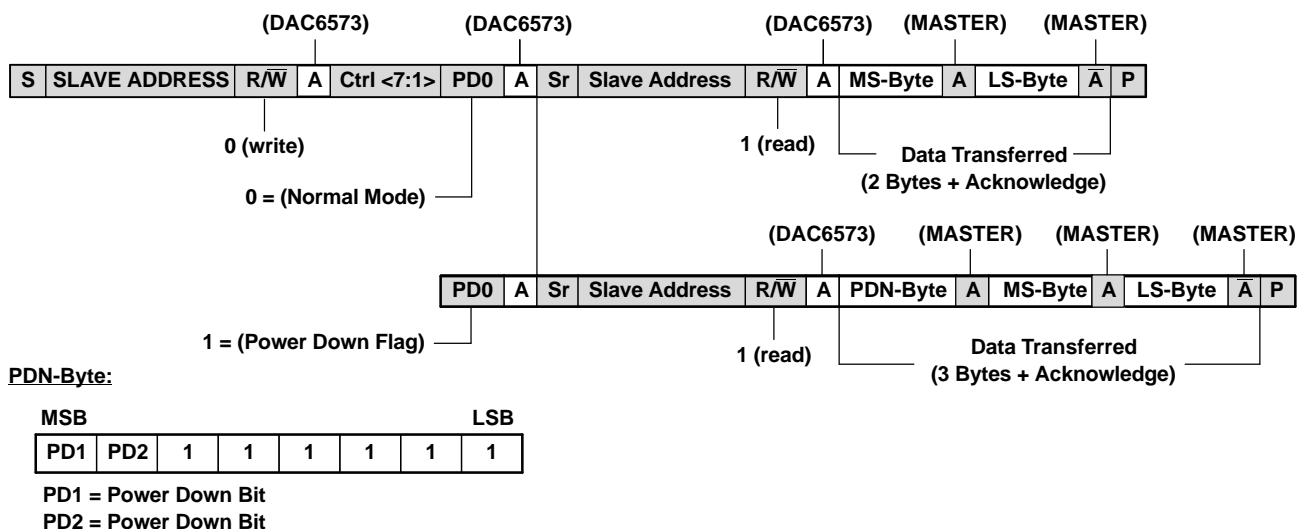 (DAC6573) (DAC6573) (DAC6573) (MASTER) (MASTER)
S SLAVE ADDRESS R/W̅ A Ctrl <7:1> PD0 A Sr Slave Address R/W̅ A MS-Byte A LS-Byte A̅ P
0 (write) 1 (read) Data Transferred
(2 Bytes + Acknowledge)
0 = (Normal Mode)
(DAC6573) (MASTER) (MASTER) (MASTER)
PD0 A Sr Slave Address R/W̅ A PDN-Byte A MS-Byte A LS-Byte A̅ P
1 = (Power Down Flag) 1 (read) Data Transferred
(3 Bytes + Acknowledge)
PDN-Byte:
MSB LSB
PD1 PD2 1 1 1 1 1 1
PD1 = Power Down Bit
PD2 = Power Down Bit